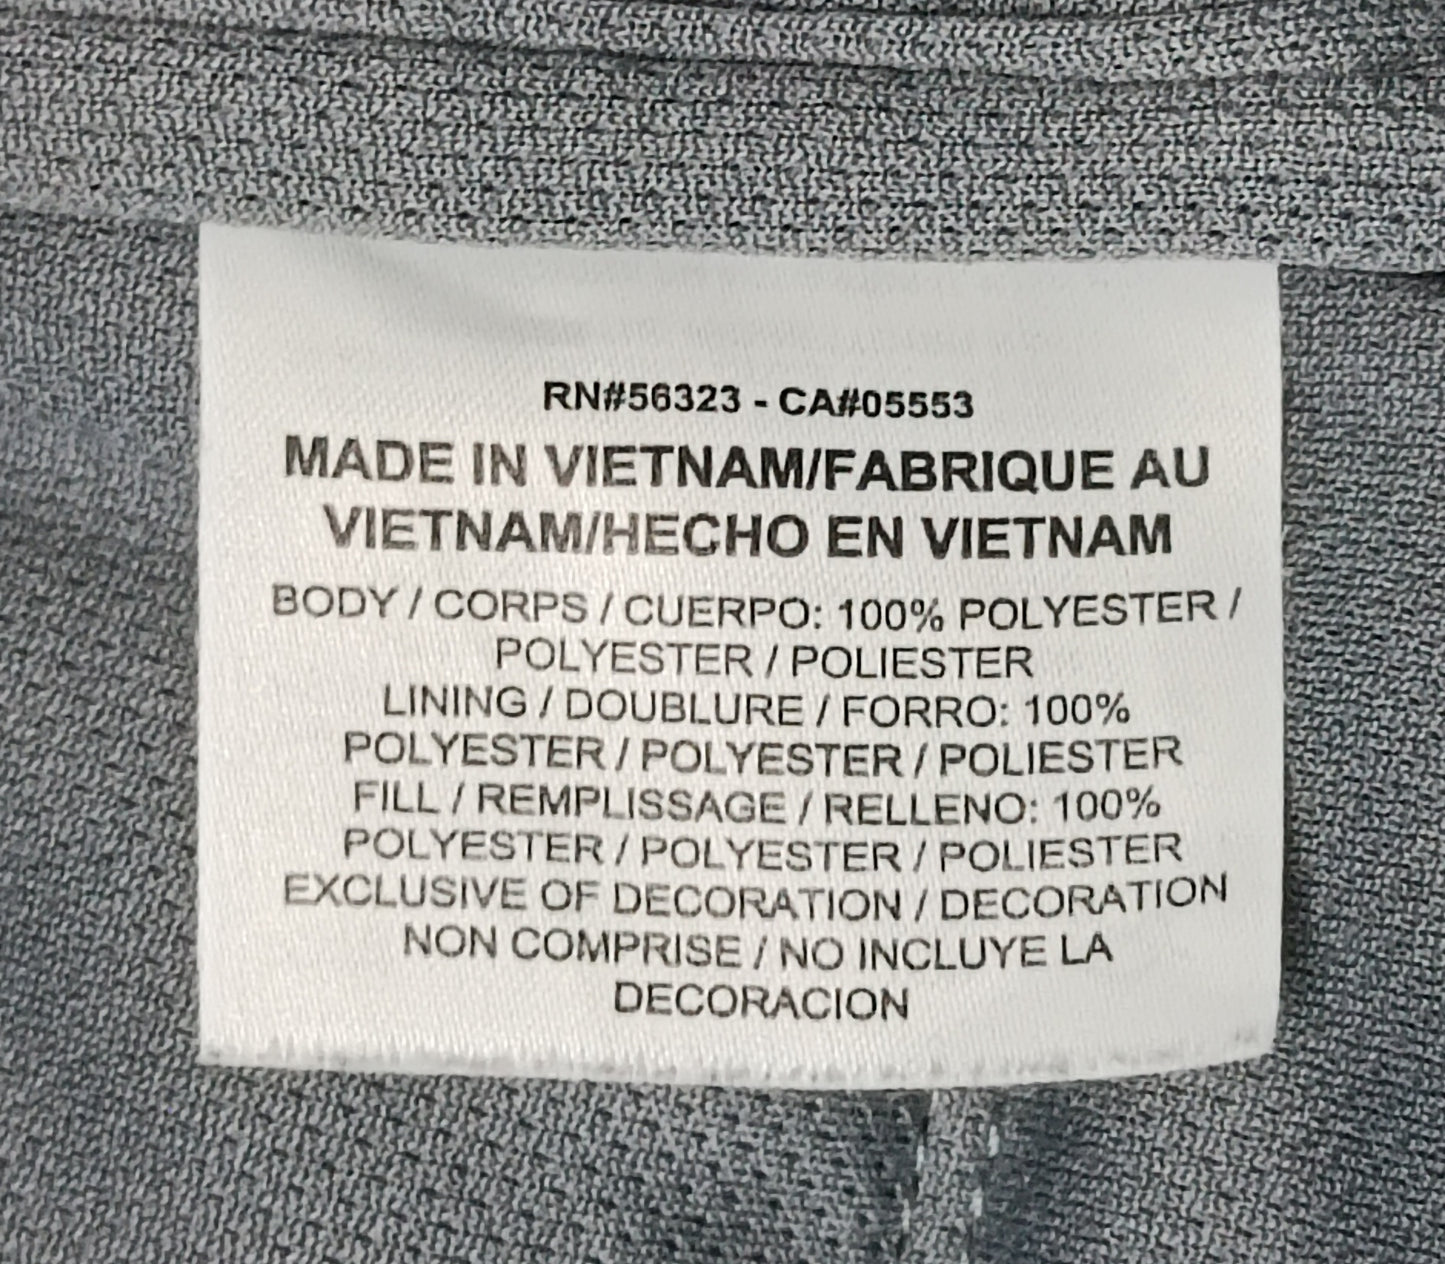 RN#56323 - CA#05553
MADE IN VIETNAM/FABRIQUE AU
VIETNAM/HECHO EN VIETNAM
BODY / CORPS / CUERPO: 100% POLYESTER /
POLYESTER / POLIESTER
LINING / DOUBLURE / FORRO: 100%
POLYESTER / POLYESTER / POLIESTER
FILL / REMPLISSAGE / RELLENO: 100%
POLYESTER / POLYESTER / POLIESTER
EXCLUSIVE OF DECORATION / DECORATION
NON COMPRISE / NO INCLUYE LA
DECORACION